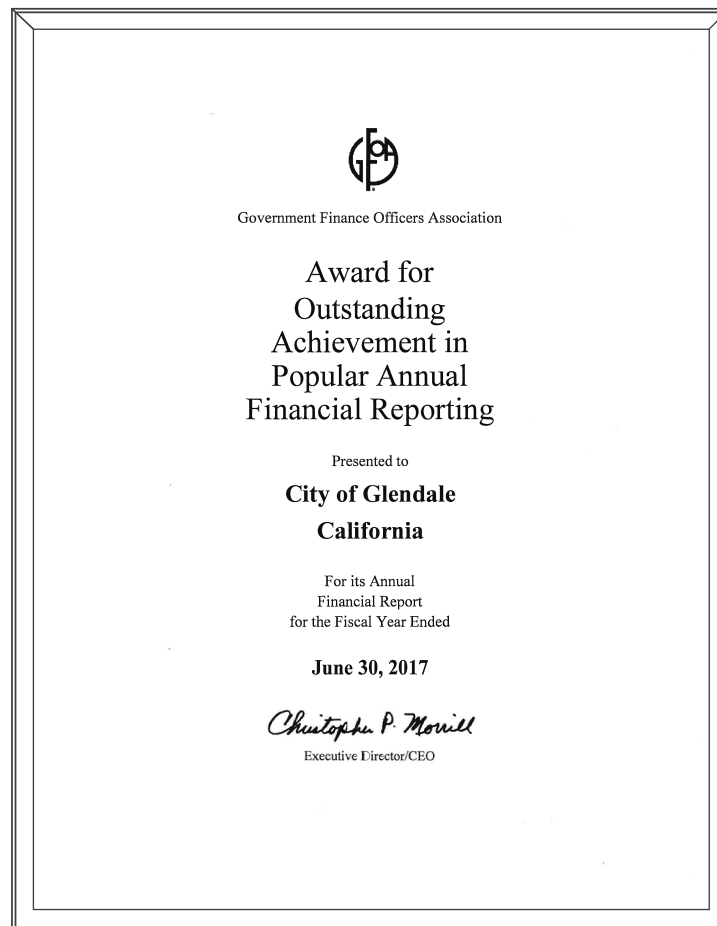 GFOA
Government Finance Officers Association
Award for
Outstanding
Achievement in
Popular Annual
Financial Reporting
Presented to
City of Glendale
California
For its Annual
Financial Report
for the Fiscal Year Ended
June 30, 2017
Christopher P. Morrill
Executive Director/CEO